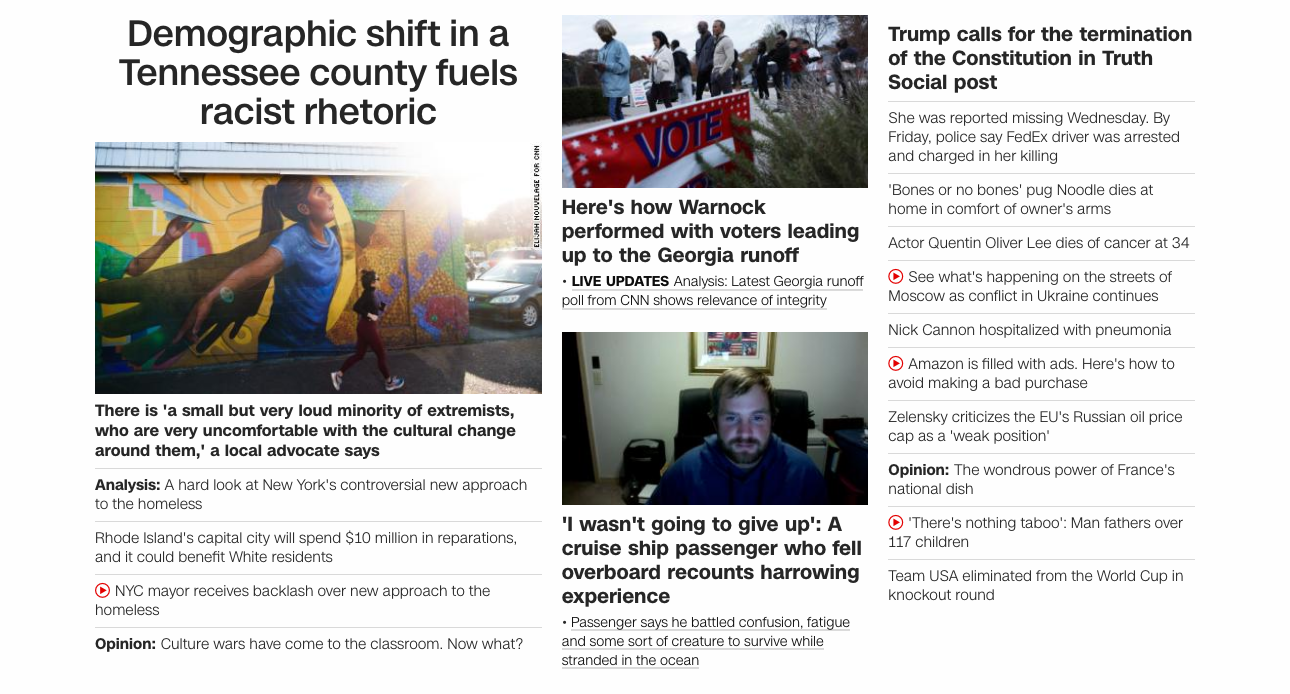 Demographic shift in a
Tennessee county fuels
racist rhetoric
ELIJAH NOUVELAGE FOR CNN
There is 'a small but very loud minority of extremists,
who are very uncomfortable with the cultural change
around them,' a local advocate says
Analysis: A hard look at New York's controversial new approach
to the homeless
Rhode Island's capital city will spend $10 million in reparations,
and it could benefit White residents
NYC mayor receives backlash over new approach to the
homeless
Opinion: Culture wars have come to the classroom. Now what?
VOTE
Here's how Warnock
performed with voters leading
up to the Georgia runoff
• LIVE UPDATES Analysis: Latest Georgia runoff
poll from CNN shows relevance of integrity
'I wasn't going to give up': A
cruise ship passenger who fell
overboard recounts harrowing
experience
• Passenger says he battled confusion, fatigue
and some sort of creature to survive while
stranded in the ocean
Trump calls for the termination
of the Constitution in Truth
Social post
She was reported missing Wednesday. By
Friday, police say FedEx driver was arrested
and charged in her killing
'Bones or no bones' pug Noodle dies at
home in comfort of owner's arms
Actor Quentin Oliver Lee dies of cancer at 34
See what's happening on the streets of
Moscow as conflict in Ukraine continues
Nick Cannon hospitalized with pneumonia
Amazon is filled with ads. Here's how to
avoid making a bad purchase
Zelensky criticizes the EU's Russian oil price
cap as a 'weak position'
Opinion: The wondrous power of France's
national dish
'There's nothing taboo': Man fathers over
117 children
Team USA eliminated from the World Cup in
knockout round